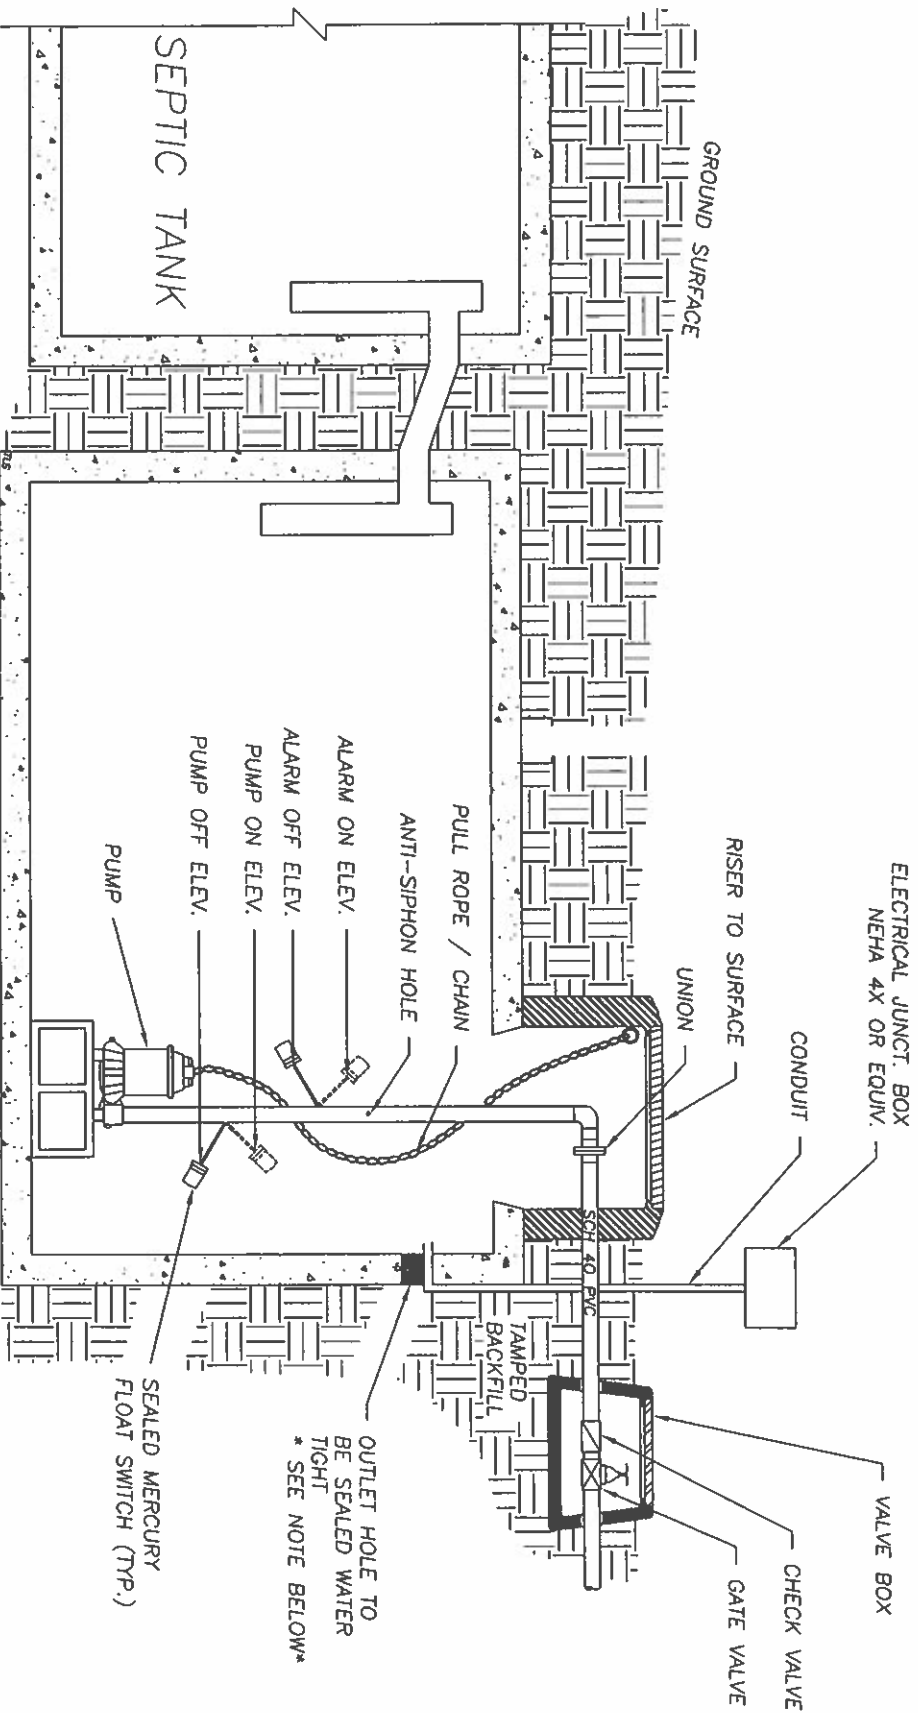 ELECTRICAL JUNCT. BOX
NEHA 4X OR EQUIV.
CONDUIT
RISER TO SURFACE
UNION
VALVE BOX
CHECK VALVE
GATE VALVE
GROUND SURFACE
SCH 40 PVC
TAMPED
BACKFILL
PULL ROPE / CHAIN
ANTI-SIPHON HOLE
ALARM ON ELEV.
ALARM OFF ELEV.
PUMP ON ELEV.
PUMP OFF ELEV.
PUMP
OUTLET HOLE TO
BE SEALED WATER
TIGHT
* SEE NOTE BELOW*
SEALED MERCURY
FLOAT SWITCH (TYP.)
SEPTIC TANK